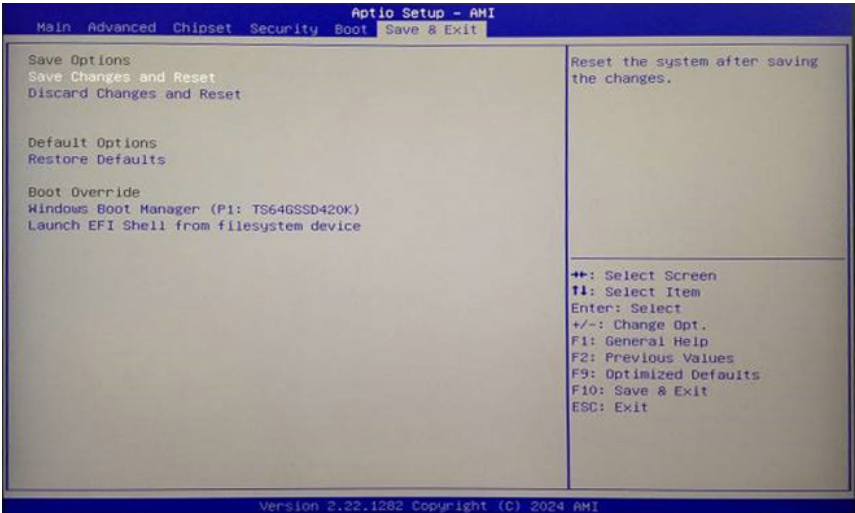 Aptio Setup - AMI
Main Advanced Chipset Security Boot Save & Exit
Save Options
Save Changes and Reset
Discard Changes and Reset
Default Options
Restore Defaults
Boot Override
Windows Boot Manager (P1: TS64GSSD420K)
Launch EFI Shell from filesystem device
Reset the system after saving
the changes.
→←: Select Screen
↑↓: Select Item
Enter: Select
+/-: Change Opt.
F1: General Help
F2: Previous Values
F9: Optimized Defaults
F10: Save & Exit
ESC: Exit
Version 2.22.1282 Copyright (C) 2024 AMI